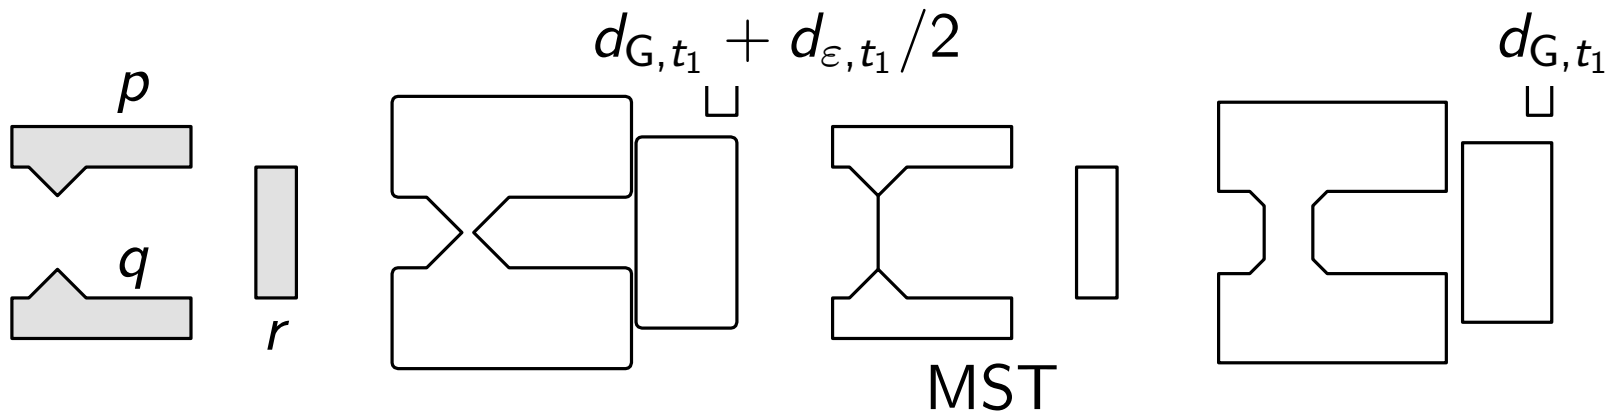 d_{G,t_1} + d_{ε,t_1}/2
d_{G,t_1}
p
q
r
MST